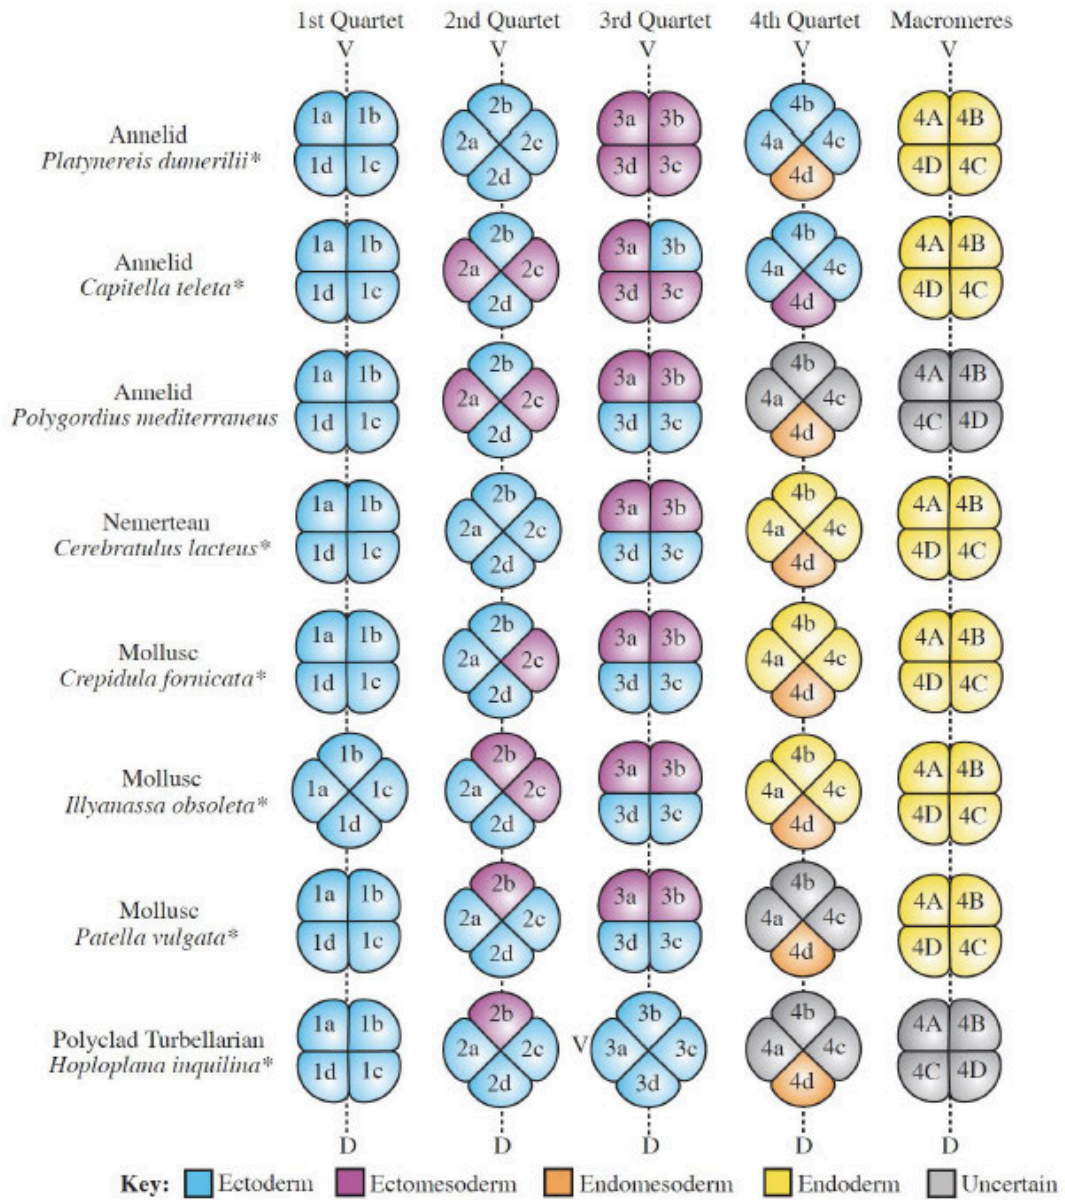 1st Quartet 2nd Quartet 3rd Quartet 4th Quartet Macromeres
V V V V V
1a 1b 2b 3a 3b 4b 4A 4B
Annelid
2a 2c 4a 4c
Platynereis dumerilii*
1d 1c 2d 3d 3c 4d 4D 4C
1a 1b 2b 3a 3b 4b 4A 4B
Annelid
2a 2c 4a 4c
Capitella teleta*
1d 1c 2d 3d 3c 4d 4D 4C
1a 1b 2b 3a 3b 4b 4A 4B
Annelid
2a 2c 4a 4c
Polygordius mediterraneus
1d 1c 2d 3d 3c 4d 4C 4D
1a 1b 2b 3a 3b 4b 4A 4B
Nemertean
2a 2c 4a 4c
Cerebratulus lacteus*
1d 1c 2d 3d 3c 4d 4D 4C
1a 1b 2b 3a 3b 4b 4A 4B
Mollusc
2a 2c 4a 4c
Crepidula fornicata*
1d 1c 2d 3d 3c 4d 4D 4C
1b 2b 3a 3b 4b 4A 4B
Mollusc
1a 1c 2a 2c 4a 4c
Illyanassa obsoleta*
1d 2d 3d 3c 4d 4D 4C
1a 1b 2b 3a 3b 4b 4A 4B
Mollusc
2a 2c 4a 4c
Patella vulgata*
1d 1c 2d 3d 3c 4d 4D 4C
1a 1b 2b 3b 4b 4A 4B
Polyclad Turbellarian
2a 2c V 3a 3c 4a 4c
Hoploplana inquilina*
1d 1c 2d 3d 4d 4C 4D
D D D D D
Key: Ectoderm Ectomesoderm Endomesoderm Endoderm Uncertain